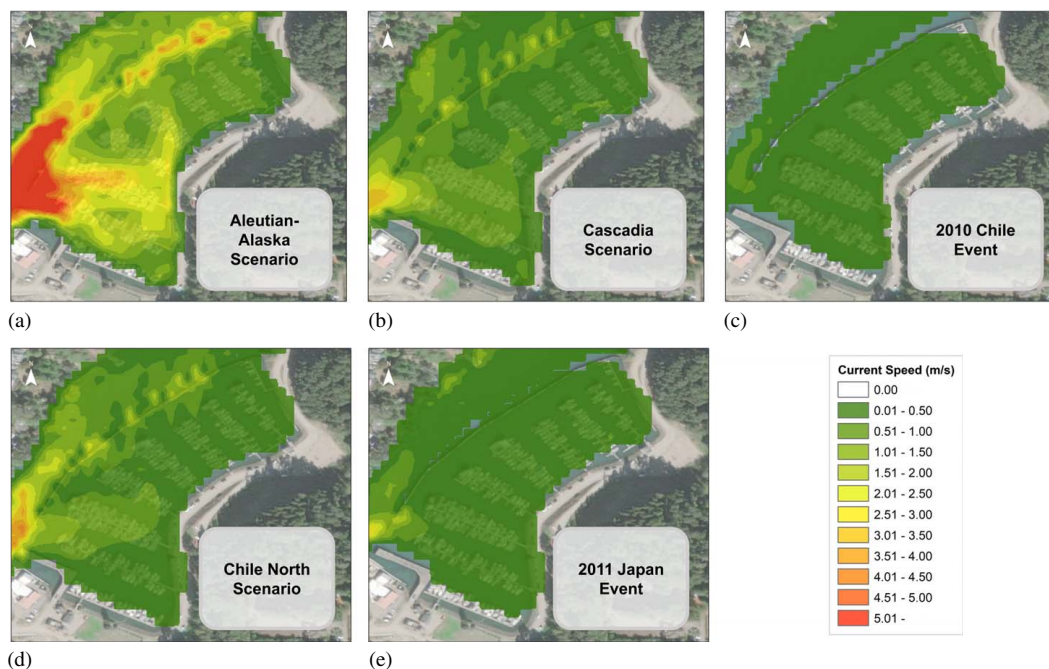 Aleutian-
Alaska
Scenario
Cascadia
Scenario
2010 Chile
Event
(a)
(b)
(c)
Chile North
Scenario
2011 Japan
Event
Current Speed (m/s)
0.00
0.01 - 0.50
0.51 - 1.00
1.01 - 1.50
1.51 - 2.00
2.01 - 2.50
2.51 - 3.00
3.01 - 3.50
3.51 - 4.00
4.01 - 4.50
4.51 - 5.00
5.01 -
(d)
(e)